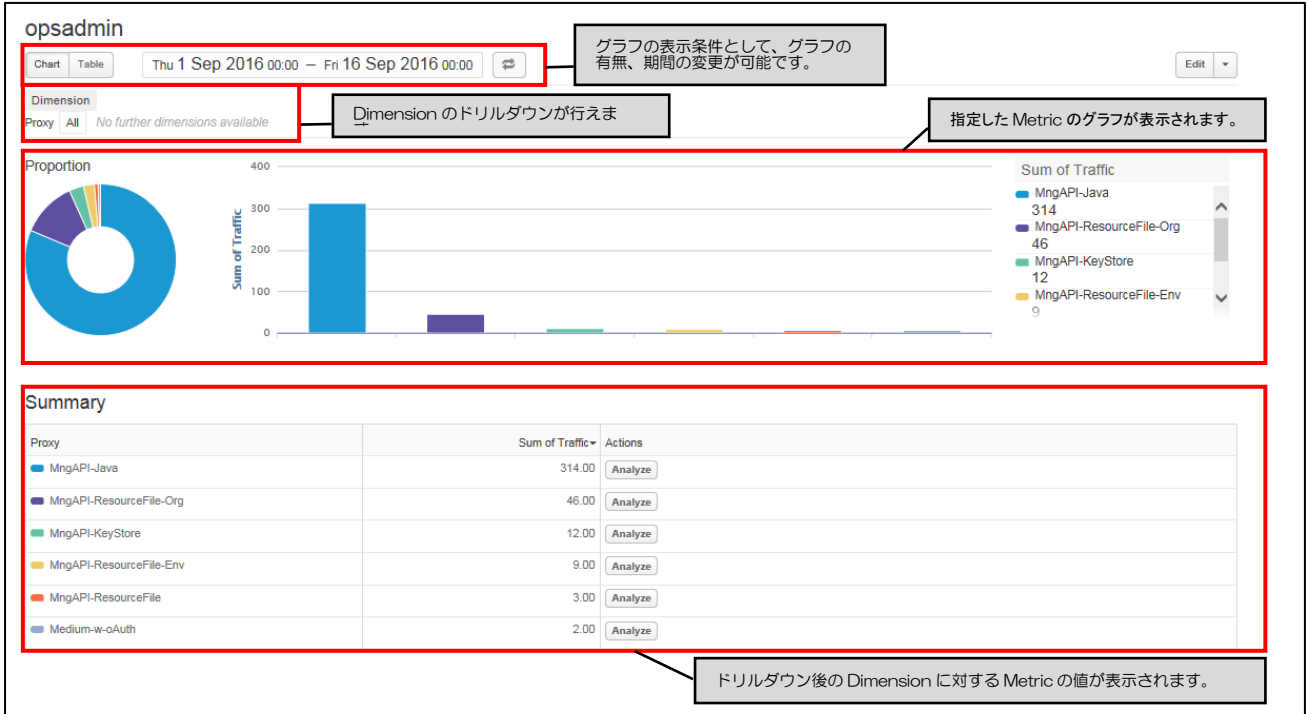 opsadmin
グラフの表示条件として、グラフの
有無、期間の変更が可能です。
Chart Table Thu 1 Sep 2016 00:00 – Fri 16 Sep 2016 00:00
Edit
Dimension
Proxy All No further dimensions available
Dimension のドリルダウンが行えま
指定した Metric のグラフが表示されます。
Proportion
Sum of Traffic
400
300
200
100
0
Sum of Traffic
MngAPI-Java
314
MngAPI-ResourceFile-Org
46
MngAPI-KeyStore
12
MngAPI-ResourceFile-Env
9
Summary
Proxy Sum of Traffic Actions
MngAPI-Java 314.00 Analyze
MngAPI-ResourceFile-Org 46.00 Analyze
MngAPI-KeyStore 12.00 Analyze
MngAPI-ResourceFile-Env 9.00 Analyze
MngAPI-ResourceFile 3.00 Analyze
Medium-w-oAuth 2.00 Analyze
ドリルダウン後の Dimension に対する Metric の値が表示されます。